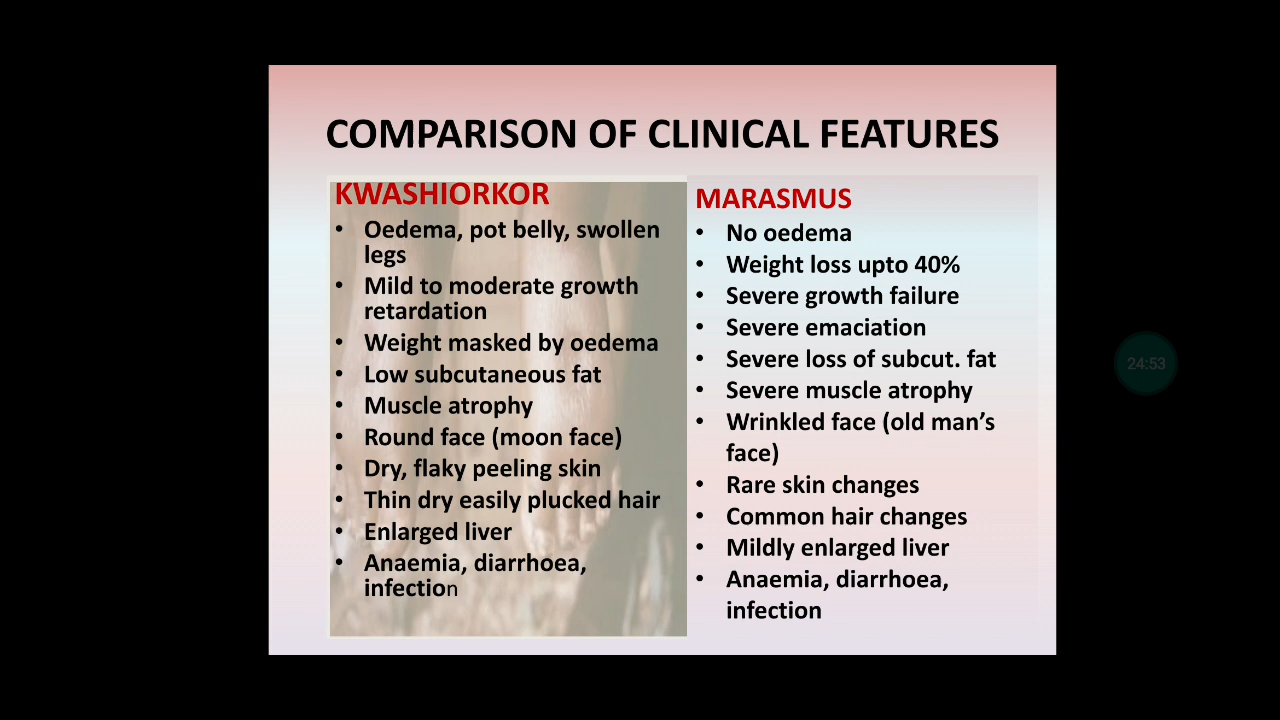 COMPARISON OF CLINICAL FEATURES
KWASHIORKOR
• Oedema, pot belly, swollen
legs
• Mild to moderate growth
retardation
• Weight masked by oedema
• Low subcutaneous fat
• Muscle atrophy
• Round face (moon face)
• Dry, flaky peeling skin
• Thin dry easily plucked hair
• Enlarged liver
• Anaemia, diarrhoea,
infection
MARASMUS
• No oedema
• Weight loss upto 40%
• Severe growth failure
• Severe emaciation
• Severe loss of subcut. fat
• Severe muscle atrophy
• Wrinkled face (old man’s
face)
• Rare skin changes
• Common hair changes
• Mildly enlarged liver
• Anaemia, diarrhoea,
infection
24:53